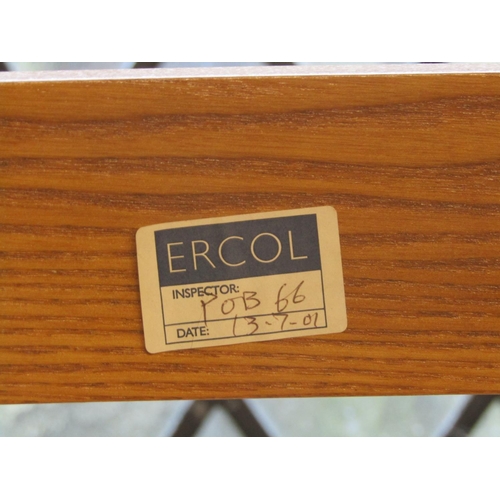 ERCOL
INSPECTOR: POB 66
DATE: 13-7-01